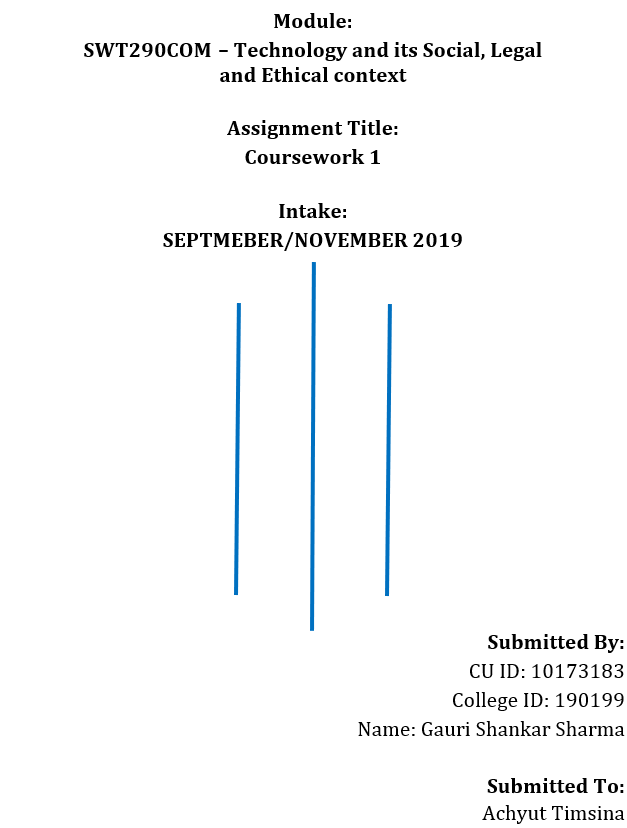 Module:
SWT290COM – Technology and its Social, Legal
and Ethical context
Assignment Title:
Coursework 1
Intake:
SEPTMEBER/NOVEMBER 2019
Submitted By:
CU ID: 10173183
College ID: 190199
Name: Gauri Shankar Sharma
Submitted To:
Achyut Timsina